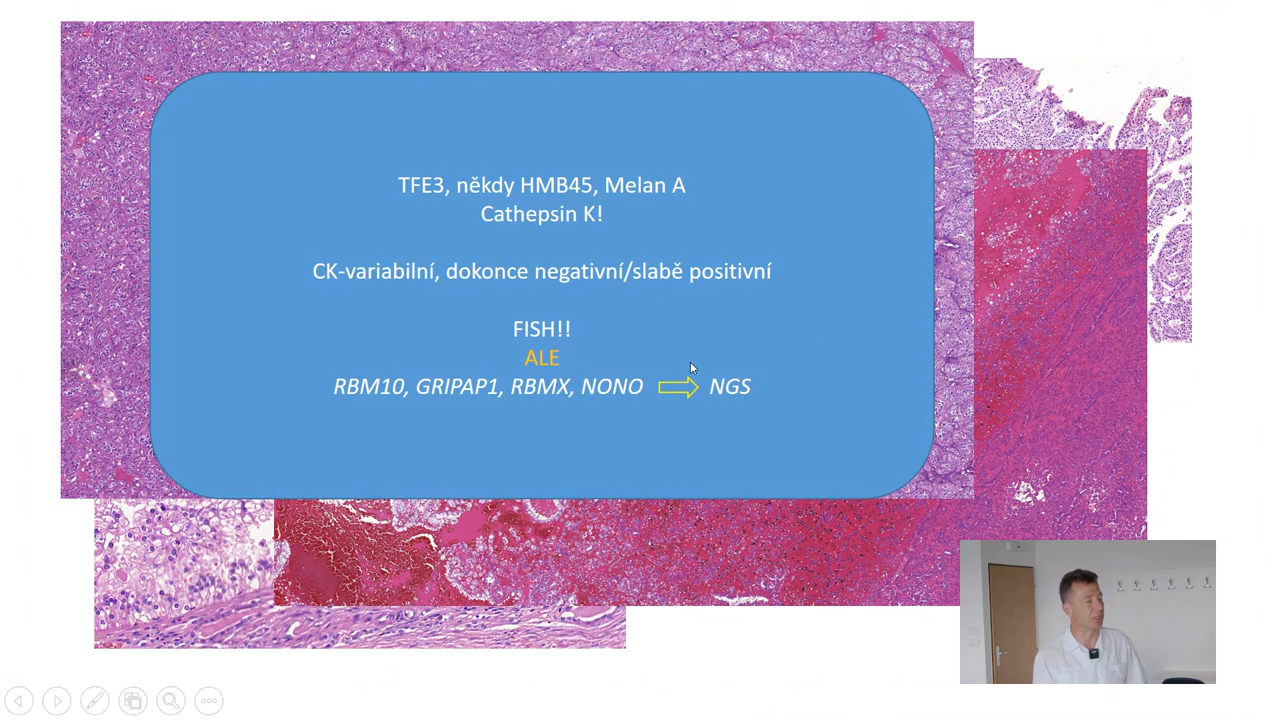 TFE3, někdy HMB45, Melan A
Cathepsin K!
CK-variabilní, dokonce negativní/slabě positivní
FISH!!
ALE
RBM10, GRIPAP1, RBMX, NONO NGS